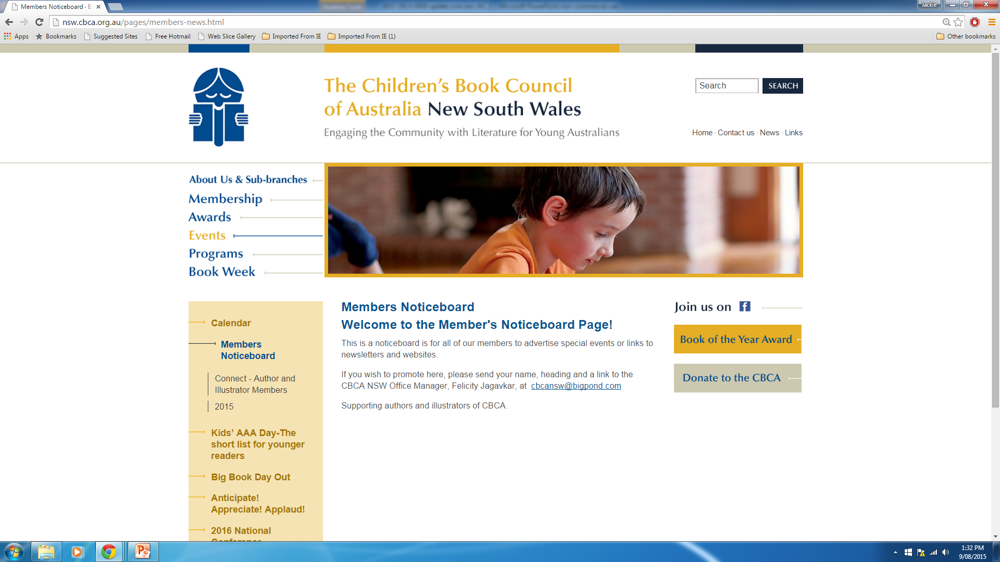 Members Noticeboard · E
Jackie
nsw.cbca.org.au/pages/members-news.html
Apps Bookmarks Suggested Sites Free Hotmail Web Slice Gallery Imported From IE Imported From IE (1) Other bookmarks
The Children's Book Council
of Australia New South Wales
Engaging the Community with Literature for Young Australians
Search SEARCH
Home · Contact us · News · Links
About Us & Sub-branches
Membership
Awards
Events
Programs
Book Week
Calendar
Members
Noticeboard
Connect - Author and
Illustrator Members
2015
Kids' AAA Day-The
short list for younger
readers
Big Book Day Out
Anticipate!
Appreciate! Applaud!
2016 National
Conference
Members Noticeboard
Welcome to the Member's Noticeboard Page!
This is a noticeboard is for all of our members to advertise special events or links to
newsletters and websites.
If you wish to promote here, please send your name, heading and a link to the
CBCA NSW Office Manager, Felicity Jagavkar, at cbcansw@bigpond.com
Supporting authors and illustrators of CBCA.
Join us on f
Book of the Year Award
Donate to the CBCA
1:32 PM
9/08/2015